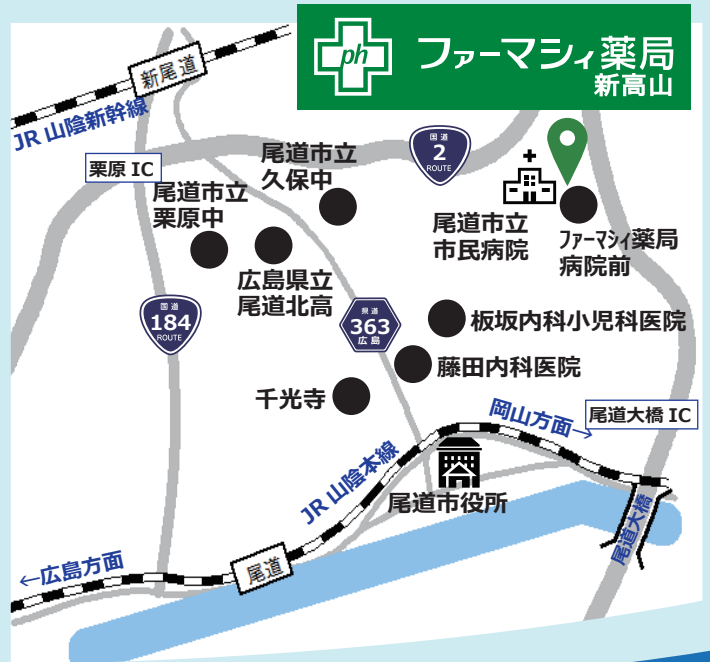 ph
ファーマシィ薬局
新高山
新尾道
JR 山陰新幹線
栗原 IC
国道
2
ROUTE
尾道市立
久保中
尾道市立
栗原中
尾道市立
市民病院
ファーマシィ薬局
病院前
広島県立
尾道北高
国道
184
ROUTE
県道
363
広島
板坂内科小児科医院
藤田内科医院
千光寺
岡山方面→
尾道大橋 IC
JR 山陰本線
尾道市役所
尾道大橋
←広島方面
尾道